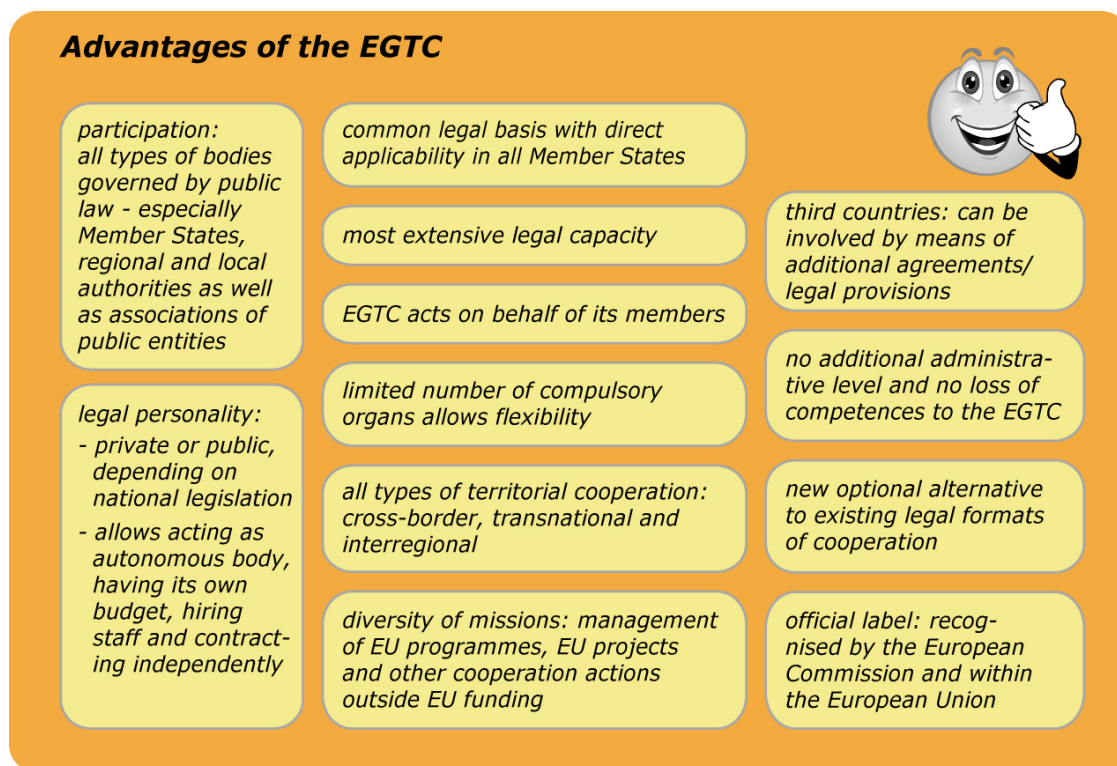 Advantages of the EGTC
participation:
all types of bodies
governed by public
law - especially
Member States,
regional and local
authorities as well
as associations of
public entities
legal personality:
- private or public,
depending on
national legislation
- allows acting as
autonomous body,
having its own
budget, hiring
staff and contract-
ing independently
common legal basis with direct
applicability in all Member States
most extensive legal capacity
EGTC acts on behalf of its members
limited number of compulsory
organs allows flexibility
all types of territorial cooperation:
cross-border, transnational and
interregional
diversity of missions: management
of EU programmes, EU projects
and other cooperation actions
outside EU funding
third countries: can be
involved by means of
additional agreements/
legal provisions
no additional administra-
tive level and no loss of
competences to the EGTC
new optional alternative
to existing legal formats
of cooperation
official label: recog-
nised by the European
Commission and within
the European Union